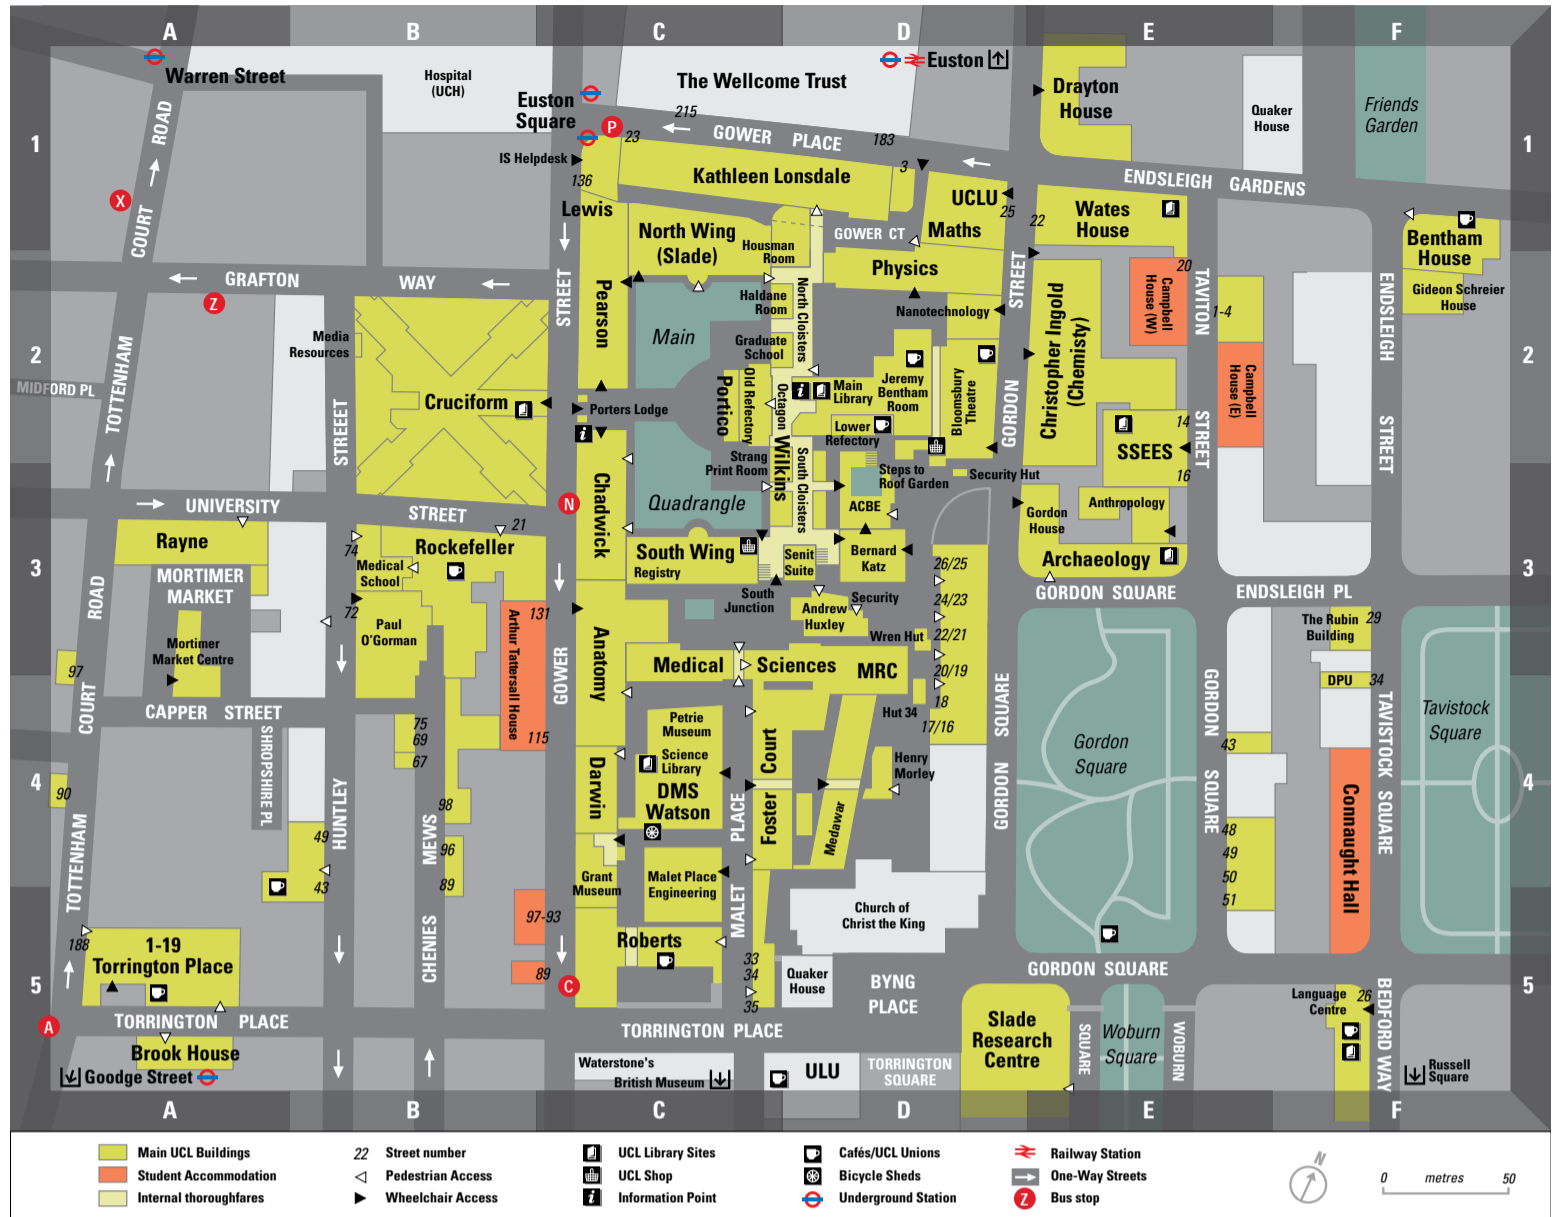 A
B
C
D
E
F
1
2
3
4
5
Warren Street
Hospital
(UCH)
Euston
Square
The Wellcome Trust
Euston
Drayton
House
Quaker
House
Friends
Garden
P
23
215
GOWER PLACE
183
3
IS Helpdesk
136
Kathleen Lonsdale
ENDSLEIGH GARDENS
1
X
COURT ROAD
Lewis
UCLU
25
22
Wates
House
North Wing
(Slade)
Housman
Room
GOWER CT
Maths
Bentham
House
Physics
20
GRAFTON WAY
Z
STREET
Pearson
Haldane
Room
North Cloisters
Nanotechnology
STREET
Campbell
House (W)
TAVITON
1-4
ENDSLEIGH
Gideon Schreier
House
Media
Resources
Main
Graduate
School
Christopher Ingold
(Chemisty)
2
MIDFORD PL
TOTTENHAM
STREET
Cruciform
Porters Lodge
Portico
Old Refectory
Octagon
Main
Library
Jeremy
Bentham
Room
Bloomsbury
Theatre
GORDON
Campbell
House (E)
STREET
STREET
Lower
Refectory
14
SSEES
16
Chadwick
Strang
Print Room
Wilkins
South Cloisters
Steps to
Roof Garden
Security Hut
Quadrangle
ACBE
Anthropology
Gordon
House
UNIVERSITY STREET
N
21
Rayne
74
Rockefeller
Medical
School
South Wing
Registry
Senit
Suite
Bernard
Katz
Archaeology
3
26/25
MORTIMER
MARKET
72
131
South
Junction
Security
24/23
GORDON SQUARE
ENDSLEIGH PL
ROAD
Paul
O'Gorman
Arthur Tattersall House
Anatomy
Andrew
Huxley
Wren Hut
22/21
The Rubin
Building
29
Mortimer
Market Centre
97
GOWER
Medical Sciences
MRC
20/19
DPU
34
18
Hut 34
17/16
CAPPER STREET
COURT
75
69
67
115
Petrie
Museum
Science
Library
DMS
Watson
SQUARE
GORDON
SQUARE
43
Gordon
Square
TAVISTOCK
SQUARE
Tavistock
Square
SHROPSHIRE PL
Darwin
Foster Court
Henry
Morley
4
90
HUNTLEY
98
PLACE
Medawar
GORDON
Connaught Hall
49
43
MEWS
96
89
48
49
50
51
Grant
Museum
Malet Place
Engineering
TOTTENHAM
CHENIES
97-93
MALET
Church of
Christ the King
188
1-19
Torrington Place
Roberts
89
C
33
34
35
Quaker
House
BYNG
PLACE
GORDON SQUARE
5
Language
Centre
26
A
TORRINGTON PLACE
TORRINGTON PLACE
Slade
Research
Centre
SQUARE
Woburn
Square
WOBURN
BEDFORD WAY
Brook House
Goodge Street
Waterstone's
British Museum
ULU
TORRINGTON
SQUARE
Russell
Square
A
B
C
D
E
F
Main UCL Buildings
Student Accommodation
Internal thoroughfares
22 Street number
Pedestrian Access
Wheelchair Access
UCL Library Sites
UCL Shop
i Information Point
Cafés/UCL Unions
Bicycle Sheds
Underground Station
Railway Station
One-Way Streets
Z Bus stop
N
0 metres 50